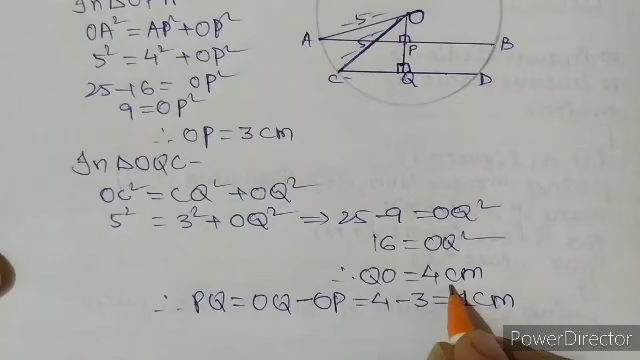 In △OPA
OA² = AP² + OP²
5² = 4² + OP²
25 - 16 = OP²
9 = OP²
∴ OP = 3 cm
In △OQC -
OC² = CQ² + OQ²
5² = 3² + OQ² ⇒ 25 - 9 = OQ²
16 = OQ²
∴ QO = 4 cm
∴ PQ = OQ - OP = 4 - 3 = 1 cm
O
5
A
5
P
B
C
Q
D
PowerDirector